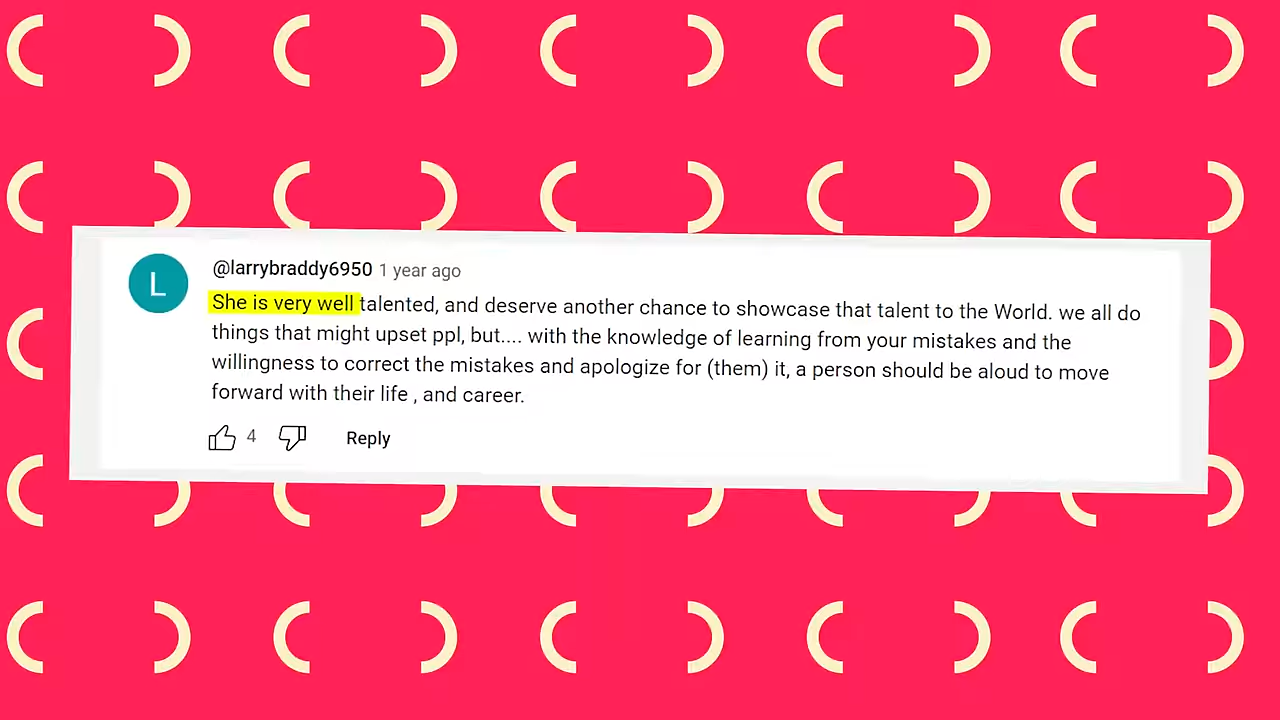 L
@larrybraddy6950 1 year ago
She is very well talented, and deserve another chance to showcase that talent to the World. we all do
things that might upset ppl, but.... with the knowledge of learning from your mistakes and the
willingness to correct the mistakes and apologize for (them) it, a person should be aloud to move
forward with their life , and career.
4 Reply